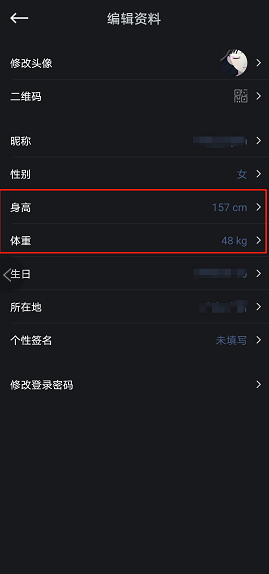 编辑资料
修改头像
二维码
昵称
性别 女
身高 157 cm
体重 48 kg
生日
所在地
个性签名 未填写
修改登录密码